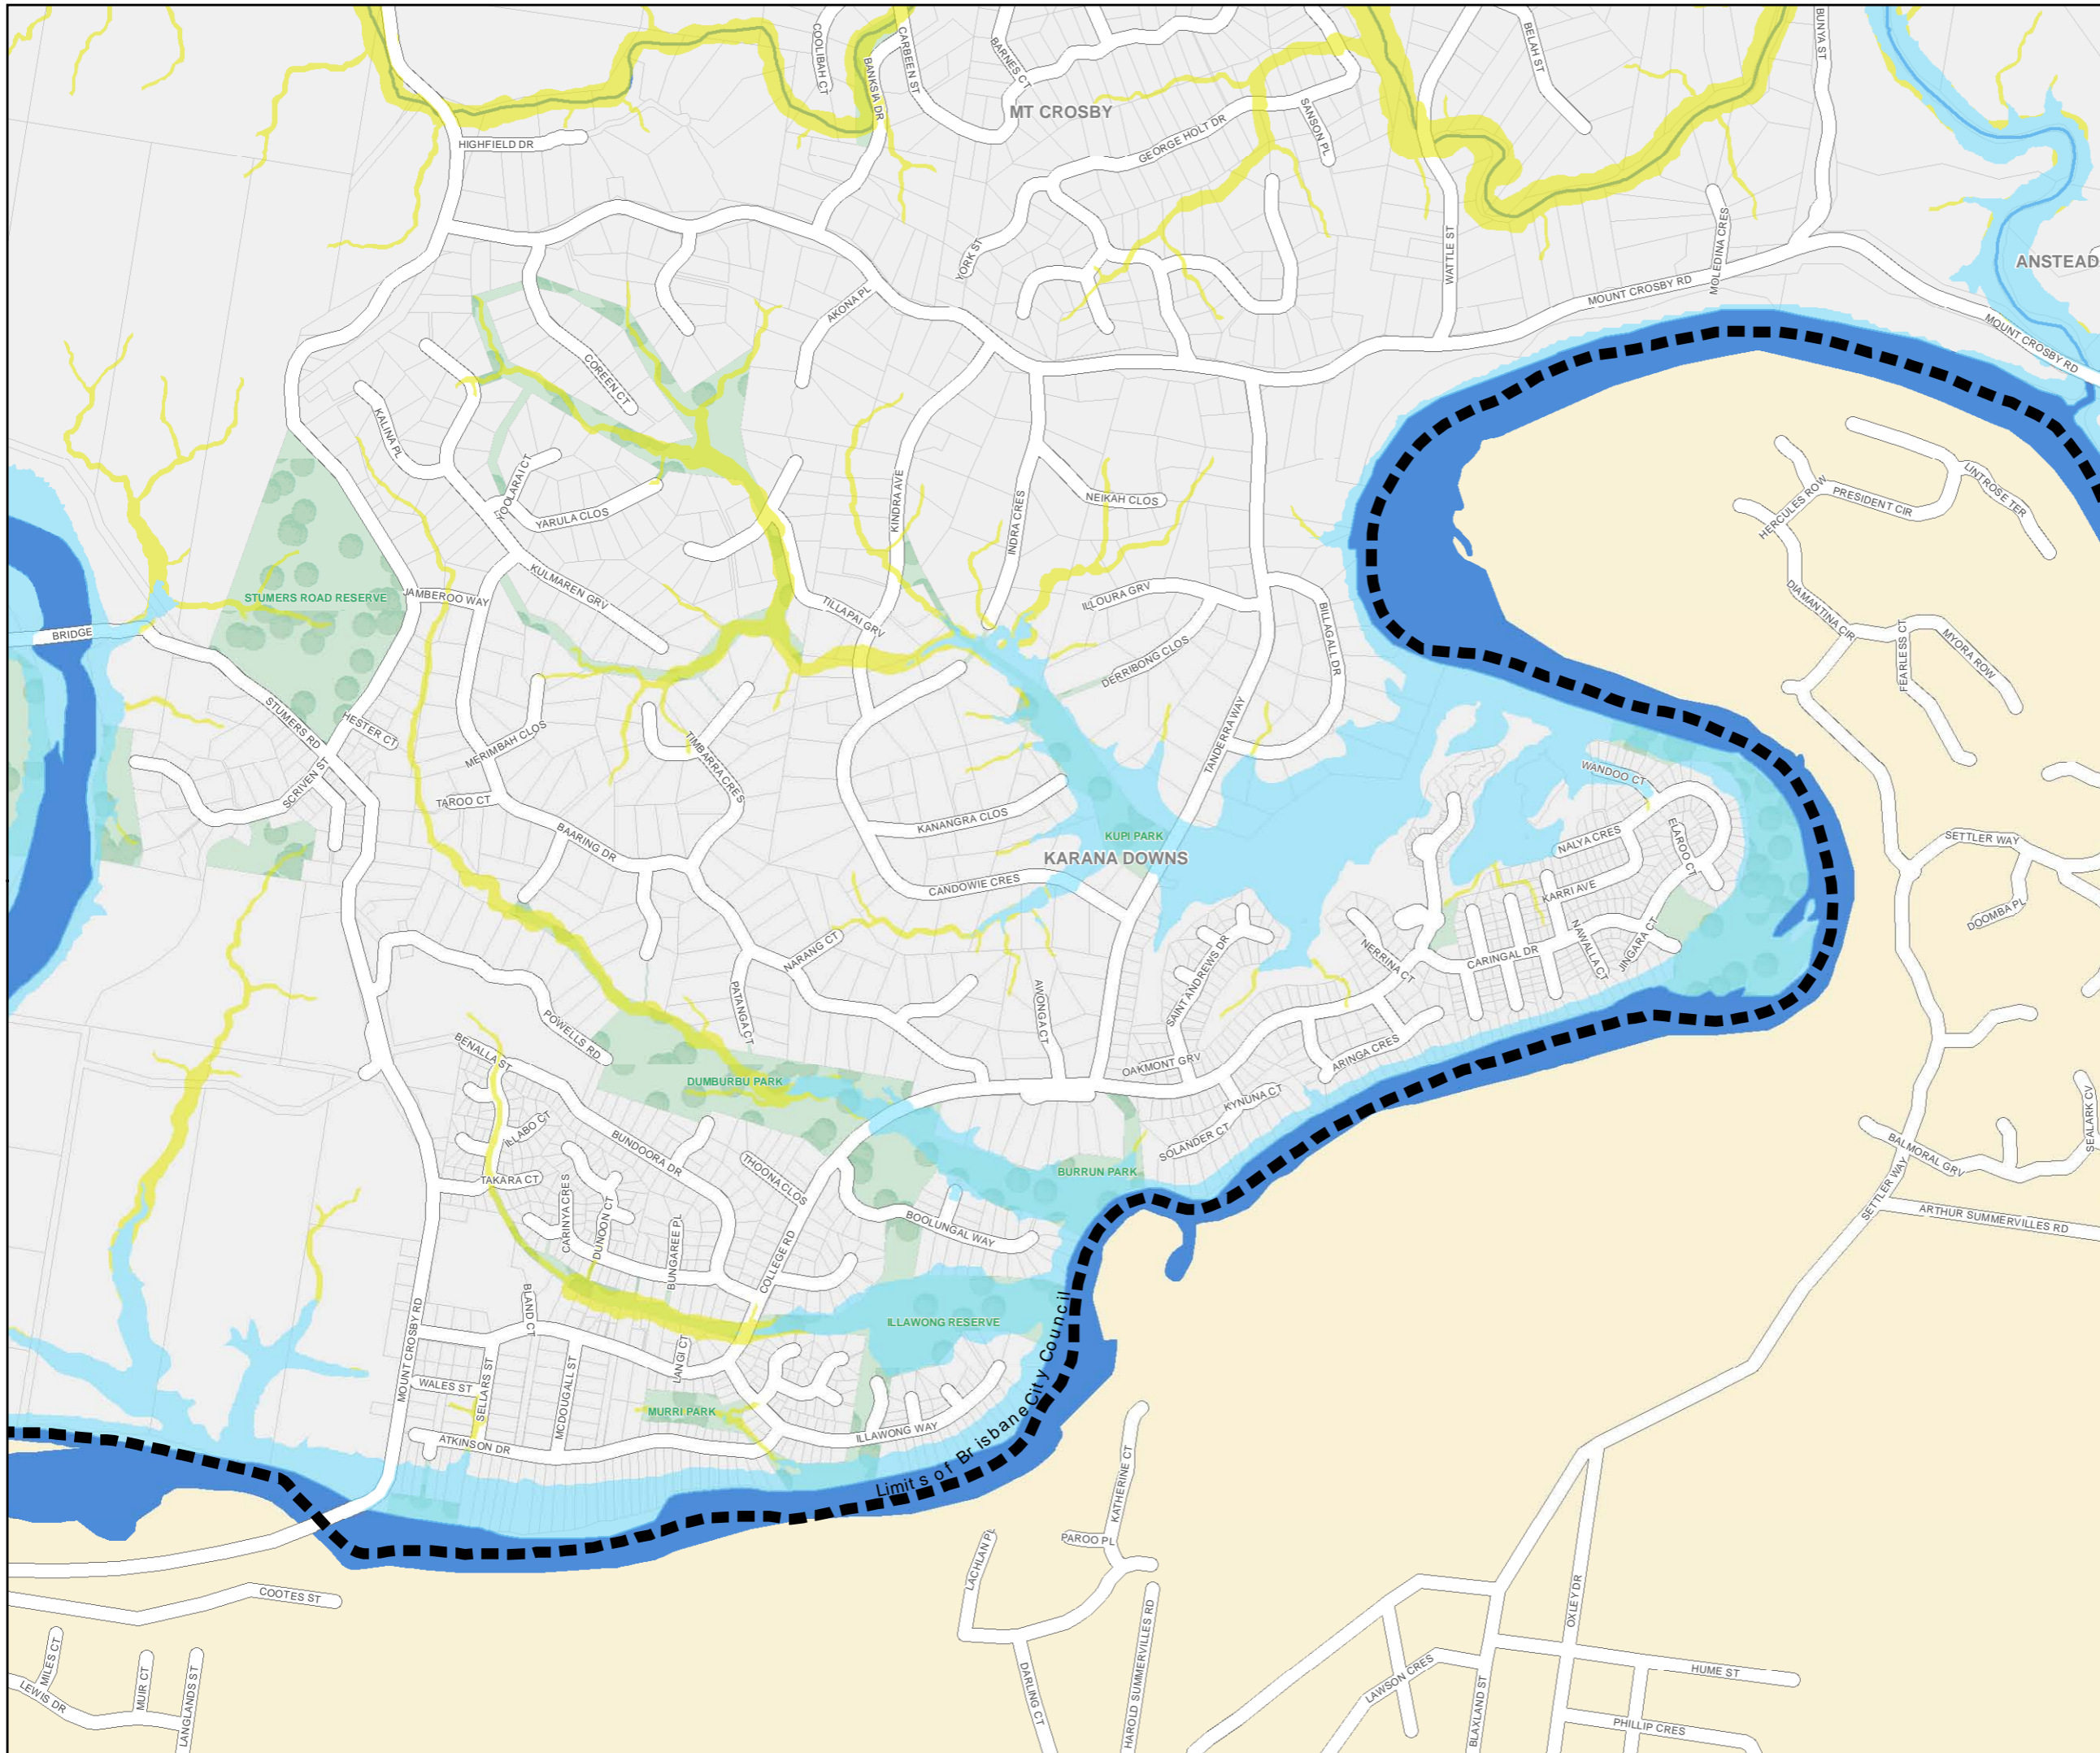 COOLIBAH CT
CARBEEN ST
BANKSIA DR
BARNES CT
BELAH ST
BUNYA ST
MT CROSBY
HIGHFIELD DR
GEORGE HOLT DR
SANSON PL
YORK ST
WATTLE ST
MOLEDINA CRES
ANSTEAD
MOUNT CROSBY RD
MOUNT CROSBY RD
AKONA PL
COREEN CT
KALINA PL
YARULA CLOS
KINDRA AVE
INDRA CRES
NEIKAH CLOS
HERCULES ROW
PRESIDENT CIR
LINTROSE TER
STUMERS ROAD RESERVE
JAMBEROO WAY
KULMAREN GRV
TILLAPAI GRV
ILLOURA GRV
BILLAGALL DR
DIAMANTINA CIR
FEARLESS CT
MYORA ROW
BRIDGE
DERRIBONG CLOS
STUMERS RD
HESTER CT
MERIMBAH CLOS
TIMBARRA CRES
TANDERRA WAY
SCRIVEN ST
TAROO CT
BAARING DR
KANANGRA CLOS
KUPI PARK
KARANA DOWNS
WANDOO CT
NALYA CRES
ELAROO CT
SETTLER WAY
CANDOWIE CRES
KARRI AVE
NARANG CT
NERRINA CT
CARINGAL DR
NAWALLA CT
JINGARA CT
PATANGA CT
AWONGA CT
SAINT ANDREWS DR
POWELLS RD
BENALLA ST
OAKMONT GRV
ARINGA CRES
DUMBURBU PARK
KYNUNA CT
SOLANDER CT
ILLABO CT
BUNDOORA DR
THOONA CLOS
BURRUN PARK
BALMORAL GRV
SEALARK CV
TAKARA CT
CARINYA CRES
DUNOON CT
BUNGAREE PL
COLLEGE RD
BOOLUNGAL WAY
SETTLER WAY
ARTHUR SUMMERVILLES RD
BLAND CT
ILLAWONG RESERVE
Limits of Brisbane City Council
MOUNT CROSBY RD
WALES ST
SELLARS ST
MCDOUGALL ST
LANGI CT
MURRI PARK
ATKINSON DR
ILLAWONG WAY
KATHERINE CT
PAROO PL
LACHLAN PL
COOTES ST
HAROLD SUMMERVILLES RD
DARLING CT
OXLEY DR
MILES CT
MUIR CT
LANGLANDS ST
LEWIS DR
LAWSON CRES
BLAXLAND ST
HUME ST
PHILLIP CRES